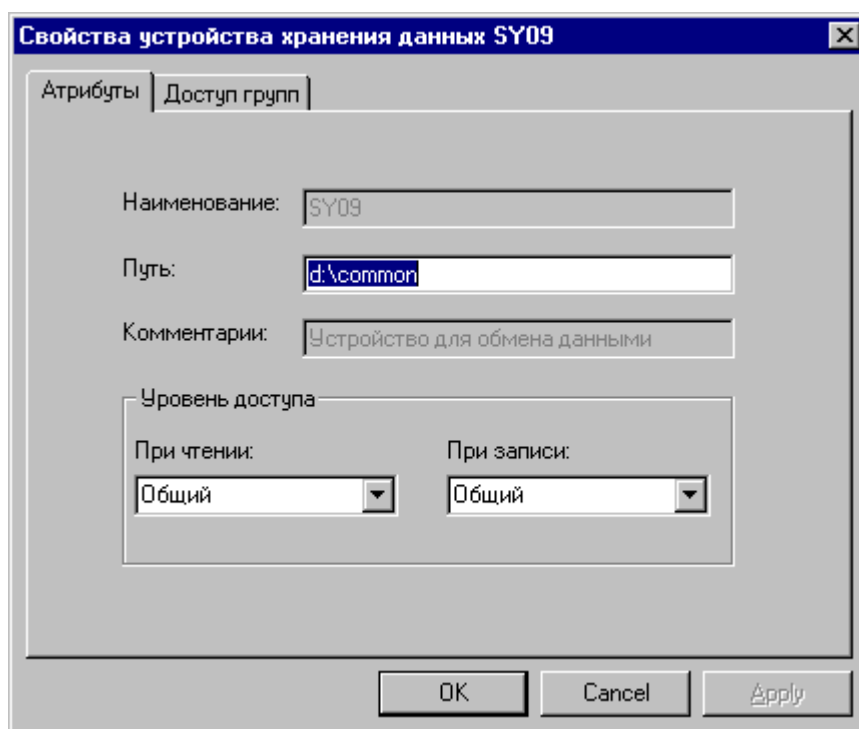 Свойства устройства хранения данных SY09
Атрибуты Доступ групп
Наименование: SY09
Путь: d:\common
Комментарии: Устройство для обмена данными
Уровень доступа
При чтении: При записи:
Общий Общий
OK Cancel Apply